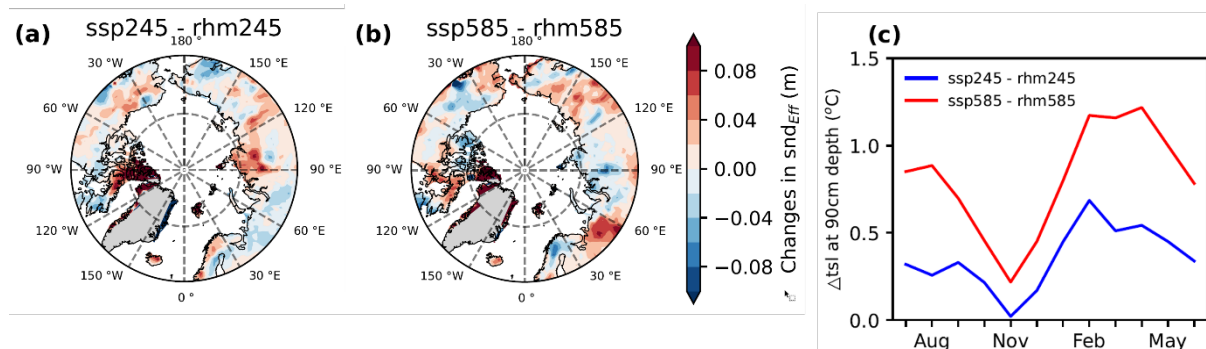 (a)
ssp245 - rhm245
180 °
30 °W
150 °E
60 °W
120 °E
90 °W
90 °E
120 °W
60 °E
150 °W
30 °E
0 °
(b)
ssp585 - rhm585
180 °
30 °W
150 °E
60 °W
120 °E
90 °W
90 °E
120 °W
60 °E
150 °W
30 °E
0 °
0.08
0.04
0.00
−0.04
−0.08
Changes in snd_Eff (m)
(c)
ssp245 - rhm245
ssp585 - rhm585
1.5
1.0
0.5
0.0
△tsl at 90cm depth (°C)
Aug
Nov
Feb
May